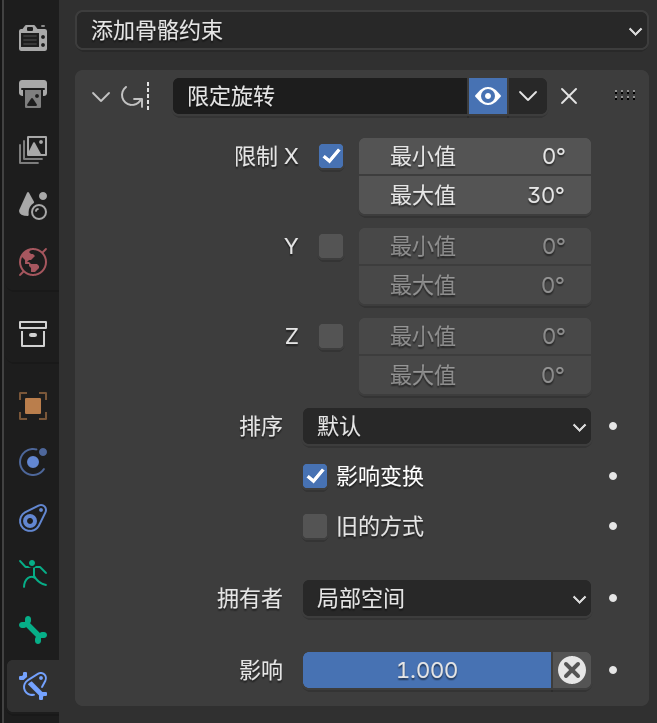 添加骨骼约束
限定旋转
限制 X 最小值 0°
最大值 30°
Y 最小值 0°
最大值 0°
Z 最小值 0°
最大值 0°
排序 默认
影响变换
旧的方式
拥有者 局部空间
影响 1.000